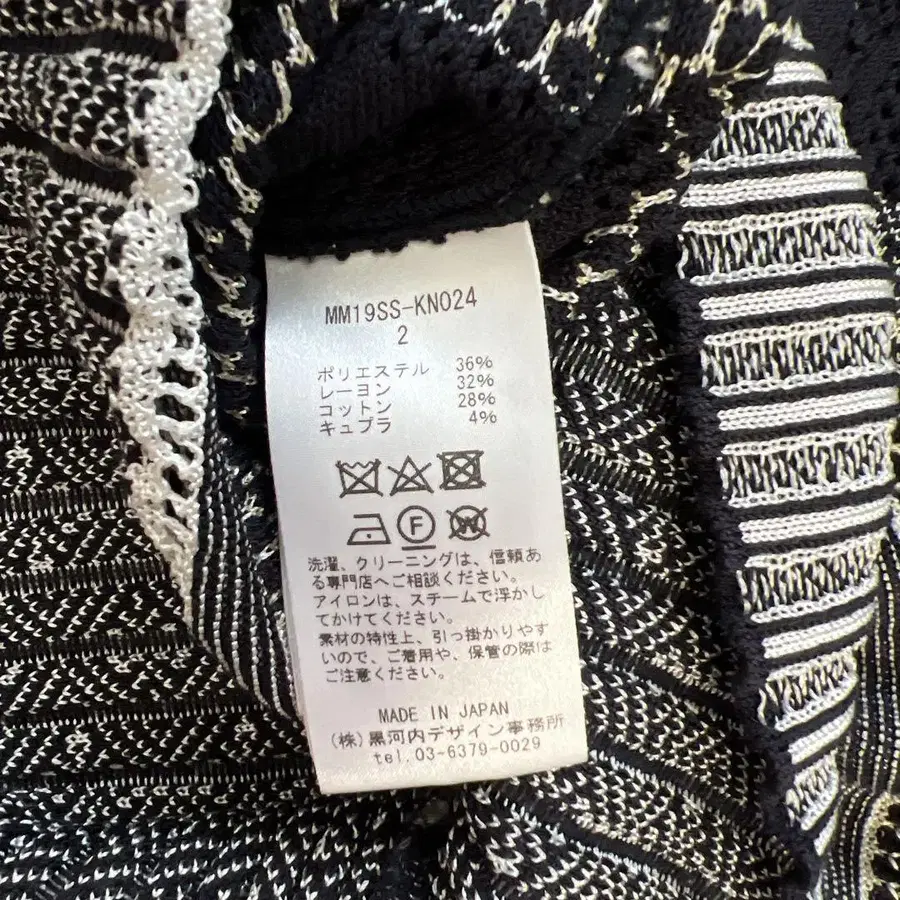 MM19SS-KN024
2
ポリエステル 36%
レーヨン 32%
コットン 28%
キュプラ 4%
F
W
洗濯、クリーニングは、信頼あ
る専門店へご相談ください。
アイロンは、スチームで浮かし
てかけてください。
素材の特性上、引っ掛かりやす
いので、ご着用や、保管の際は
ご注意ください。
MADE IN JAPAN
(株)黒河内デザイン事務所
tel.03-6379-0029